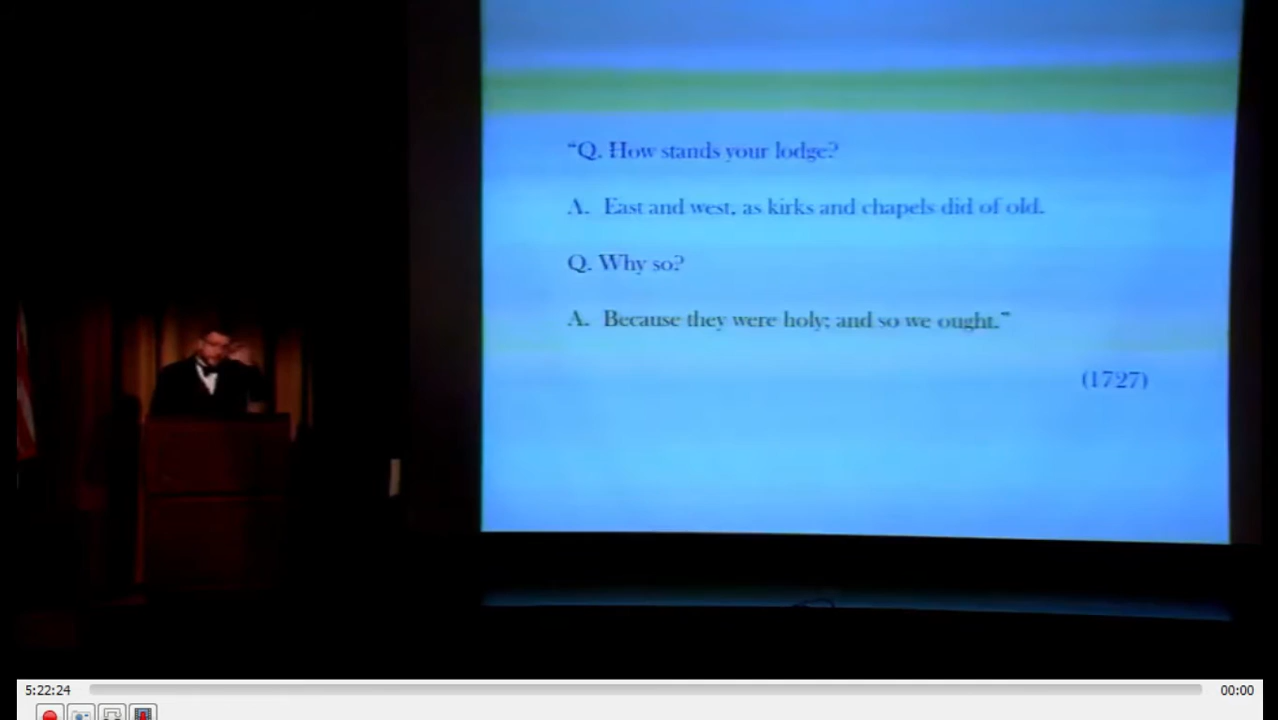 “Q. How stands your lodge?
A. East and west, as kirks and chapels did of old.
Q. Why so?
A. Because they were holy; and so we ought.”
(1727)
5:22:24
00:00